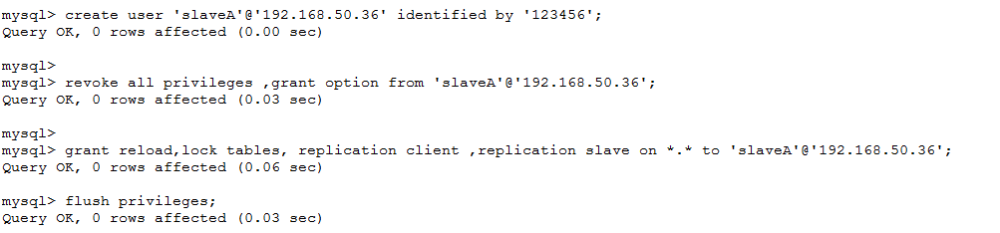 mysql> create user 'slaveA'@'192.168.50.36' identified by '123456';
Query OK, 0 rows affected (0.00 sec)
mysql>
mysql> revoke all privileges ,grant option from 'slaveA'@'192.168.50.36';
Query OK, 0 rows affected (0.03 sec)
mysql>
mysql> grant reload,lock tables, replication client ,replication slave on *.* to 'slaveA'@'192.168.50.36';
Query OK, 0 rows affected (0.06 sec)
mysql> flush privileges;
Query OK, 0 rows affected (0.03 sec)